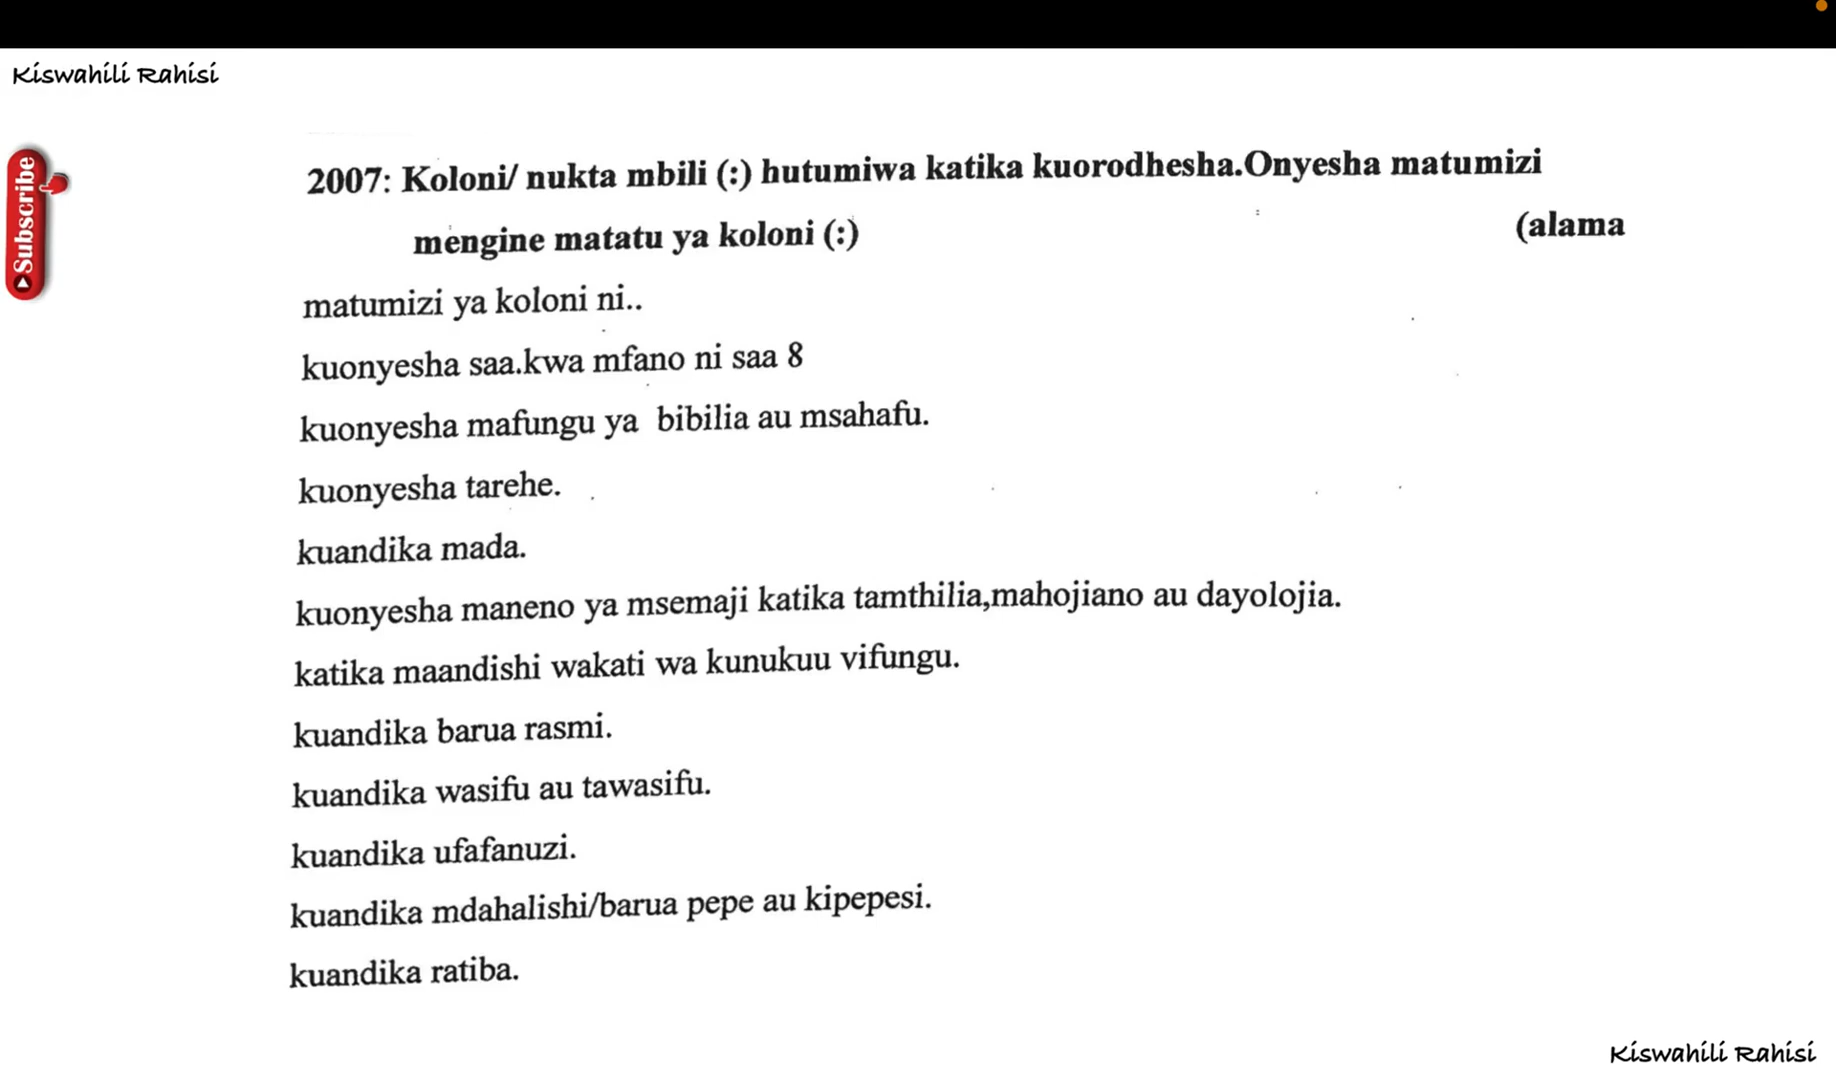 Kiswahili Rahisi
Subscribe
2007: Koloni/ nukta mbili (:) hutumiwa katika kuorodhesha.Onyesha matumizi
mengine matatu ya koloni (:) (alama
matumizi ya koloni ni..
kuonyesha saa.kwa mfano ni saa 8
kuonyesha mafungu ya bibilia au msahafu.
kuonyesha tarehe.
kuandika mada.
kuonyesha maneno ya msemaji katika tamthilia,mahojiano au dayolojia.
katika maandishi wakati wa kunukuu vifungu.
kuandika barua rasmi.
kuandika wasifu au tawasifu.
kuandika ufafanuzi.
kuandika mdahalishi/barua pepe au kipepesi.
kuandika ratiba.
Kiswahili Rahisi